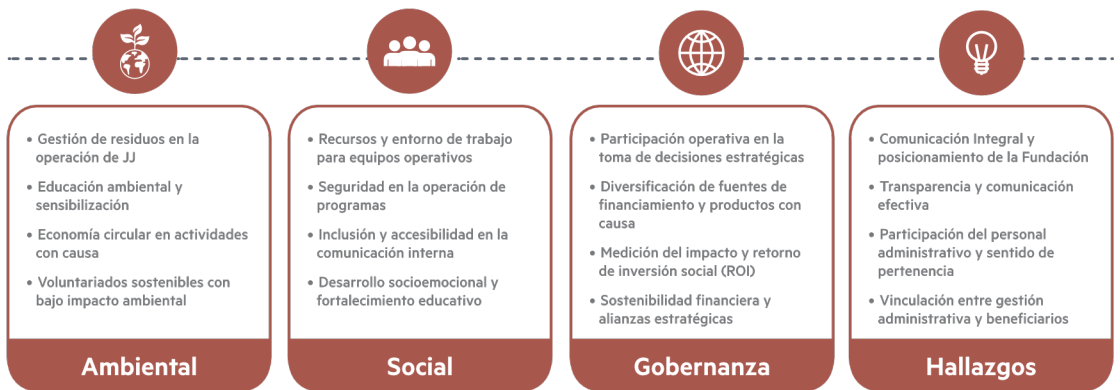 • Gestión de residuos en la
operación de JJ
• Educación ambiental y
sensibilización
• Economía circular en actividades
con causa
• Voluntariados sostenibles con
bajo impacto ambiental
Ambiental
• Recursos y entorno de trabajo
para equipos operativos
• Seguridad en la operación de
programas
• Inclusión y accesibilidad en la
comunicación interna
• Desarrollo socioemocional y
fortalecimiento educativo
Social
• Participación operativa en la
toma de decisiones estratégicas
• Diversificación de fuentes de
financiamiento y productos con
causa
• Medición del impacto y retorno
de inversión social (ROI)
• Sostenibilidad financiera y
alianzas estratégicas
Gobernanza
• Comunicación Integral y
posicionamiento de la Fundación
• Transparencia y comunicación
efectiva
• Participación del personal
administrativo y sentido de
pertenencia
• Vinculación entre gestión
administrativa y beneficiarios
Hallazgos